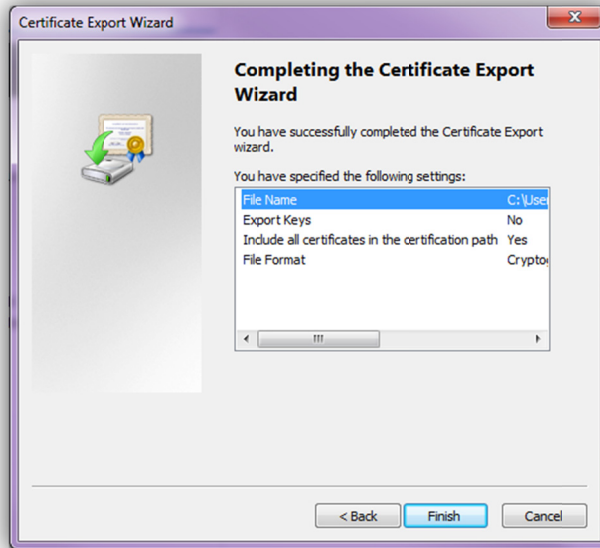 Certificate Export Wizard
Completing the Certificate Export
Wizard
You have successfully completed the Certificate Export
wizard.
You have specified the following settings:
File Name C:\User
Export Keys No
Include all certificates in the certification path Yes
File Format Cryptog
< Back Finish Cancel